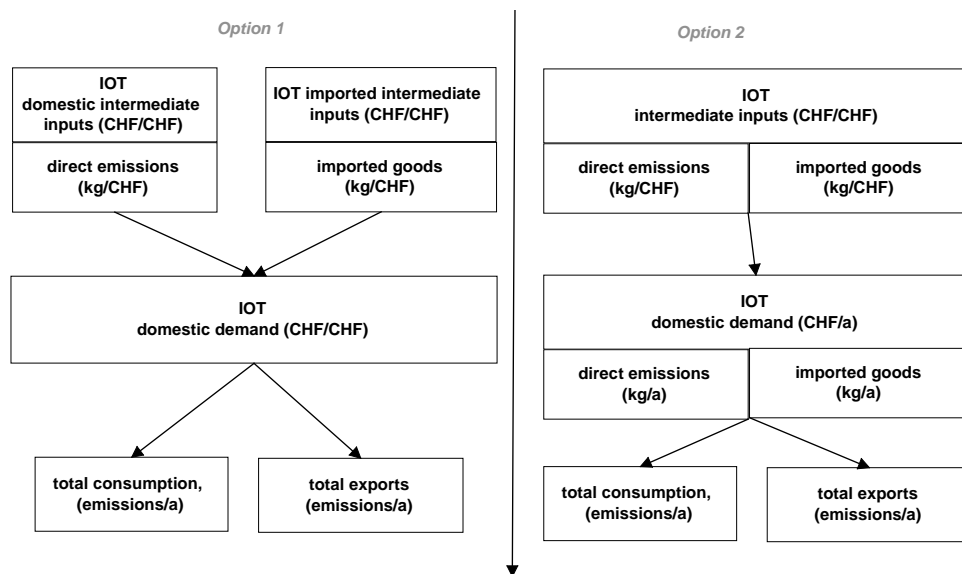 Option 1
IOT
domestic intermediate
inputs (CHF/CHF)
direct emissions
(kg/CHF)
IOT imported intermediate
inputs (CHF/CHF)
imported goods
(kg/CHF)
IOT
domestic demand (CHF/CHF)
total consumption,
(emissions/a)
total exports
(emissions/a)
Option 2
IOT
intermediate inputs (CHF/CHF)
direct emissions
(kg/CHF)
imported goods
(kg/CHF)
IOT
domestic demand (CHF/a)
direct emissions
(kg/a)
imported goods
(kg/a)
total consumption,
(emissions/a)
total exports
(emissions/a)